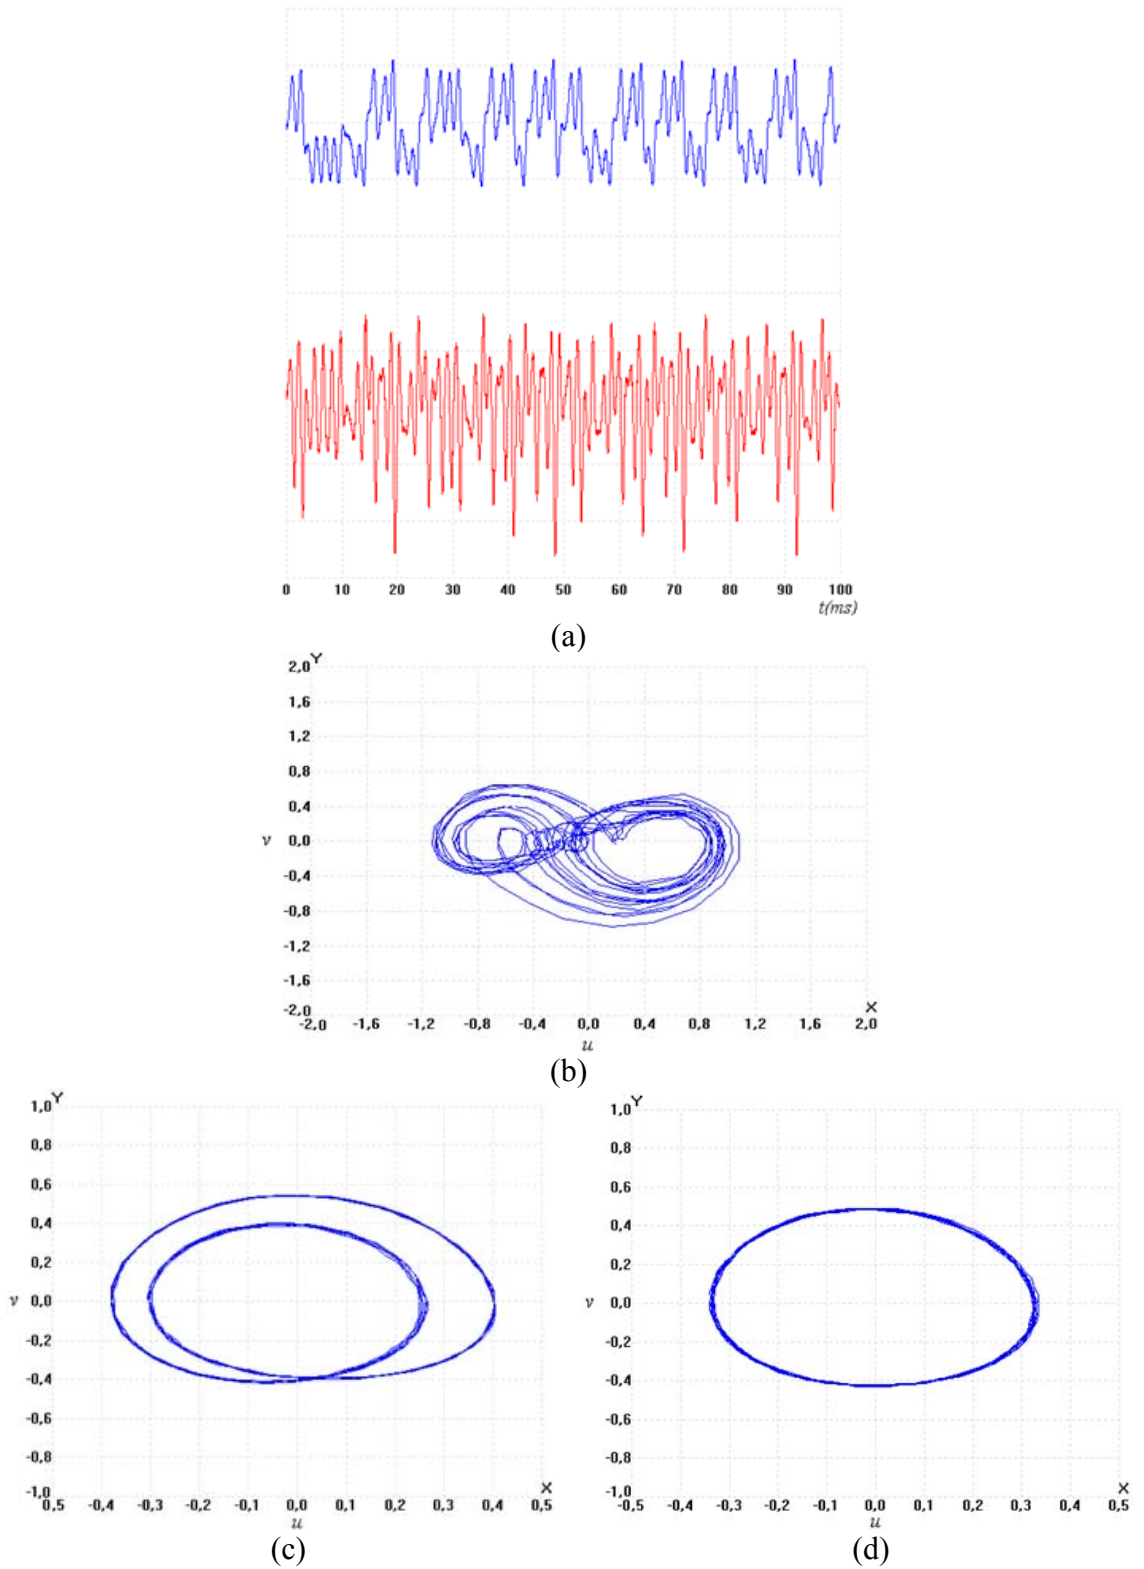 0 10 20 30 40 50 60 70 80 90 100
t(ms)
(a)
Y
2,0
1,6
1,2
0,8
0,4
v 0,0
-0,4
-0,8
-1,2
-1,6
-2,0
X
-2,0 -1,6 -1,2 -0,8 -0,4 0,0 0,4 0,8 1,2 1,6 2,0
u
(b)
Y
1,0
0,8
0,6
0,4
0,2
v 0,0
-0,2
-0,4
-0,6
-0,8
-1,0
X
0,5 -0,4 -0,3 -0,2 -0,1 0,0 0,1 0,2 0,3 0,4 0,5
u
(c)
Y
1,0
0,8
0,6
0,4
0,2
v 0,0
-0,2
-0,4
-0,6
-0,8
-1,0
X
-0,5 -0,4 -0,3 -0,2 -0,1 0,0 0,1 0,2 0,3 0,4 0,5
u
(d)